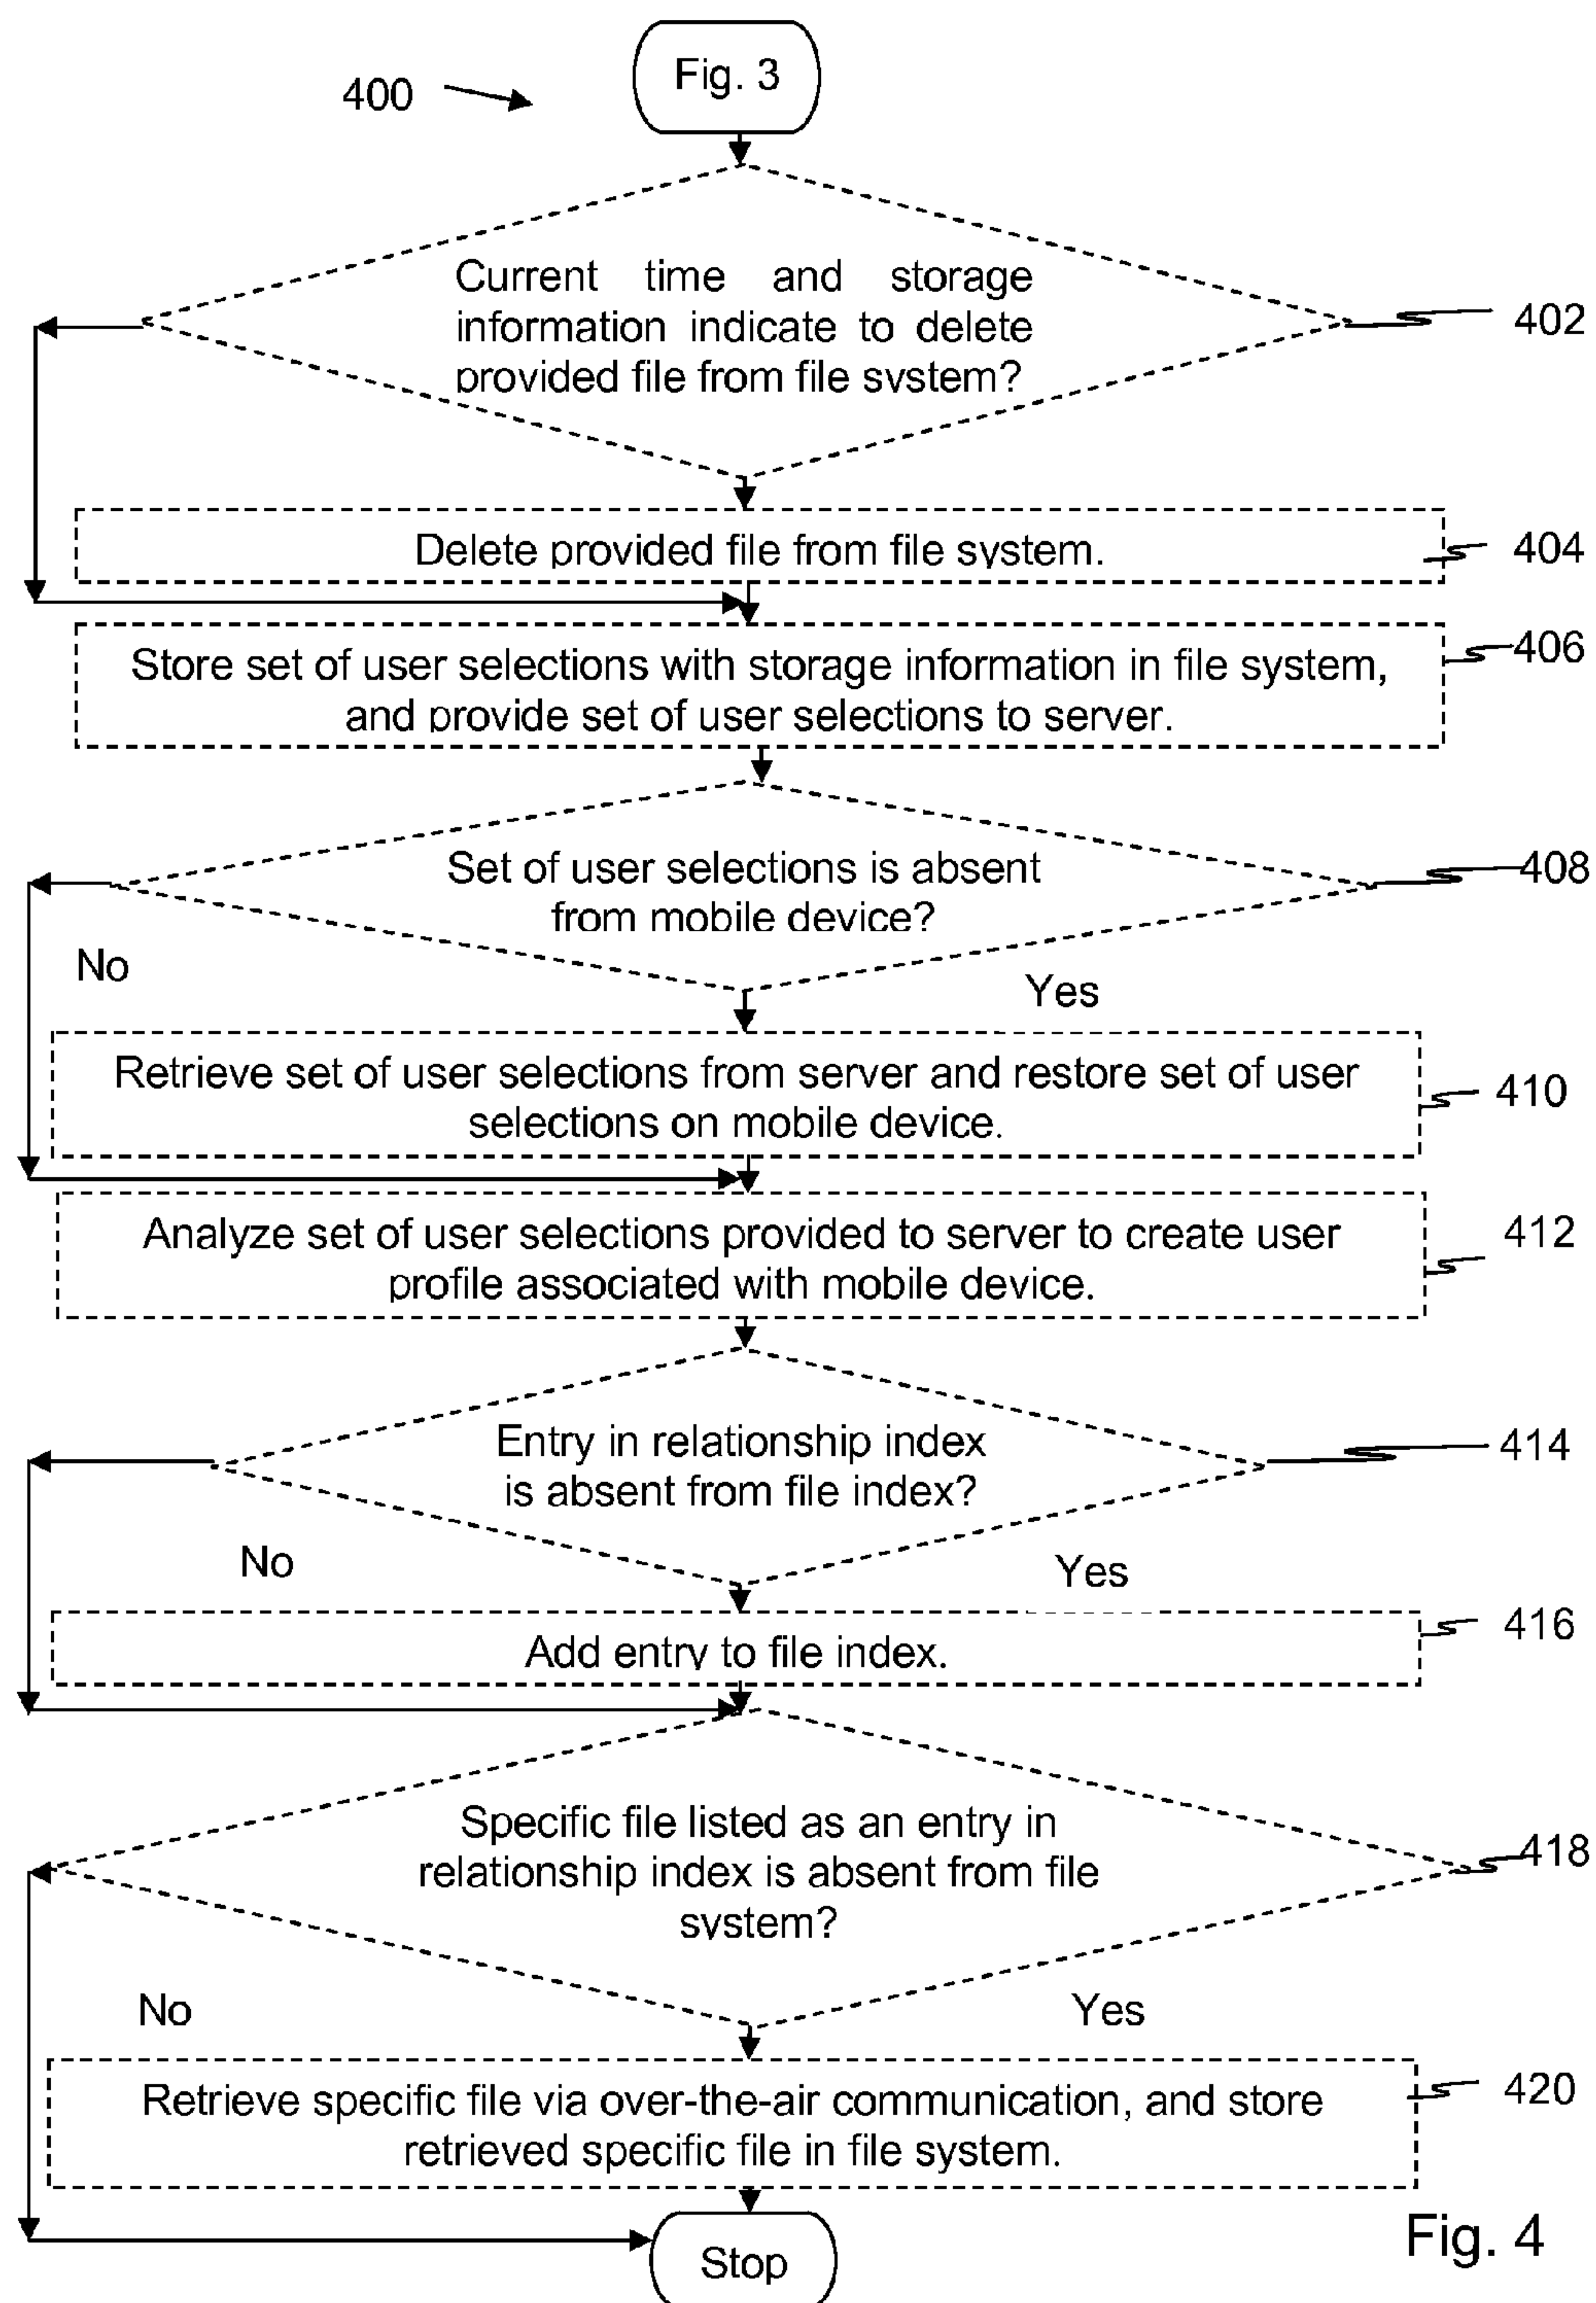 Fig. 3
400
Current time and storage
information indicate to delete
provided file from file system?
402
Delete provided file from file system.
404
Store set of user selections with storage information in file system,
and provide set of user selections to server.
406
Set of user selections is absent
from mobile device?
408
No
Yes
Retrieve set of user selections from server and restore set of user
selections on mobile device.
410
Analyze set of user selections provided to server to create user
profile associated with mobile device.
412
Entry in relationship index
is absent from file index?
414
No
Yes
Add entry to file index.
416
Specific file listed as an entry in
relationship index is absent from file
system?
418
No
Yes
Retrieve specific file via over-the-air communication, and store
retrieved specific file in file system.
420
Stop
Fig. 4